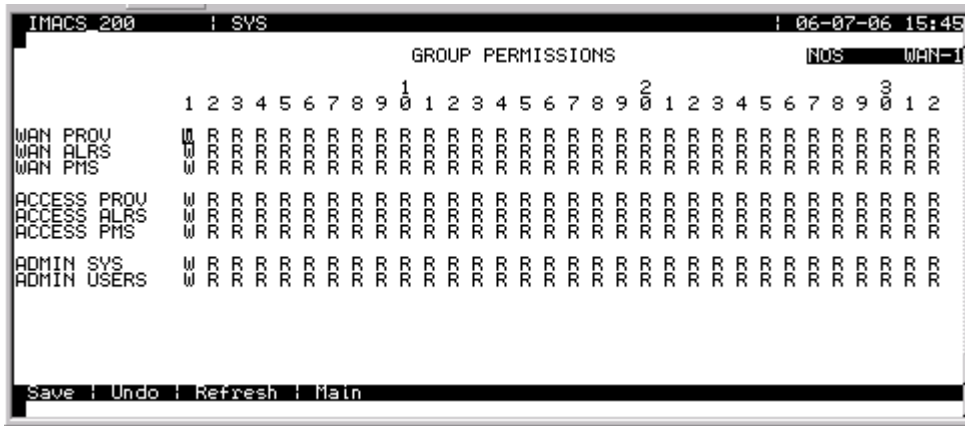 IMACS_200 | SYS | 06-07-06 15:45
GROUP PERMISSIONS NOS WAN-1
1 2 3
1 2 3 4 5 6 7 8 9 0 1 2 3 4 5 6 7 8 9 0 1 2 3 4 5 6 7 8 9 0 1 2
WAN PROV W R R R R R R R R R R R R R R R R R R R R R R R R R R R R R R R
WAN ALRS W R R R R R R R R R R R R R R R R R R R R R R R R R R R R R R R
WAN PMS W R R R R R R R R R R R R R R R R R R R R R R R R R R R R R R R
ACCESS PROV W R R R R R R R R R R R R R R R R R R R R R R R R R R R R R R R
ACCESS ALRS W R R R R R R R R R R R R R R R R R R R R R R R R R R R R R R R
ACCESS PMS W R R R R R R R R R R R R R R R R R R R R R R R R R R R R R R R
ADMIN SYS W R R R R R R R R R R R R R R R R R R R R R R R R R R R R R R R
ADMIN USERS W R R R R R R R R R R R R R R R R R R R R R R R R R R R R R R R
Save | Undo | Refresh | Main